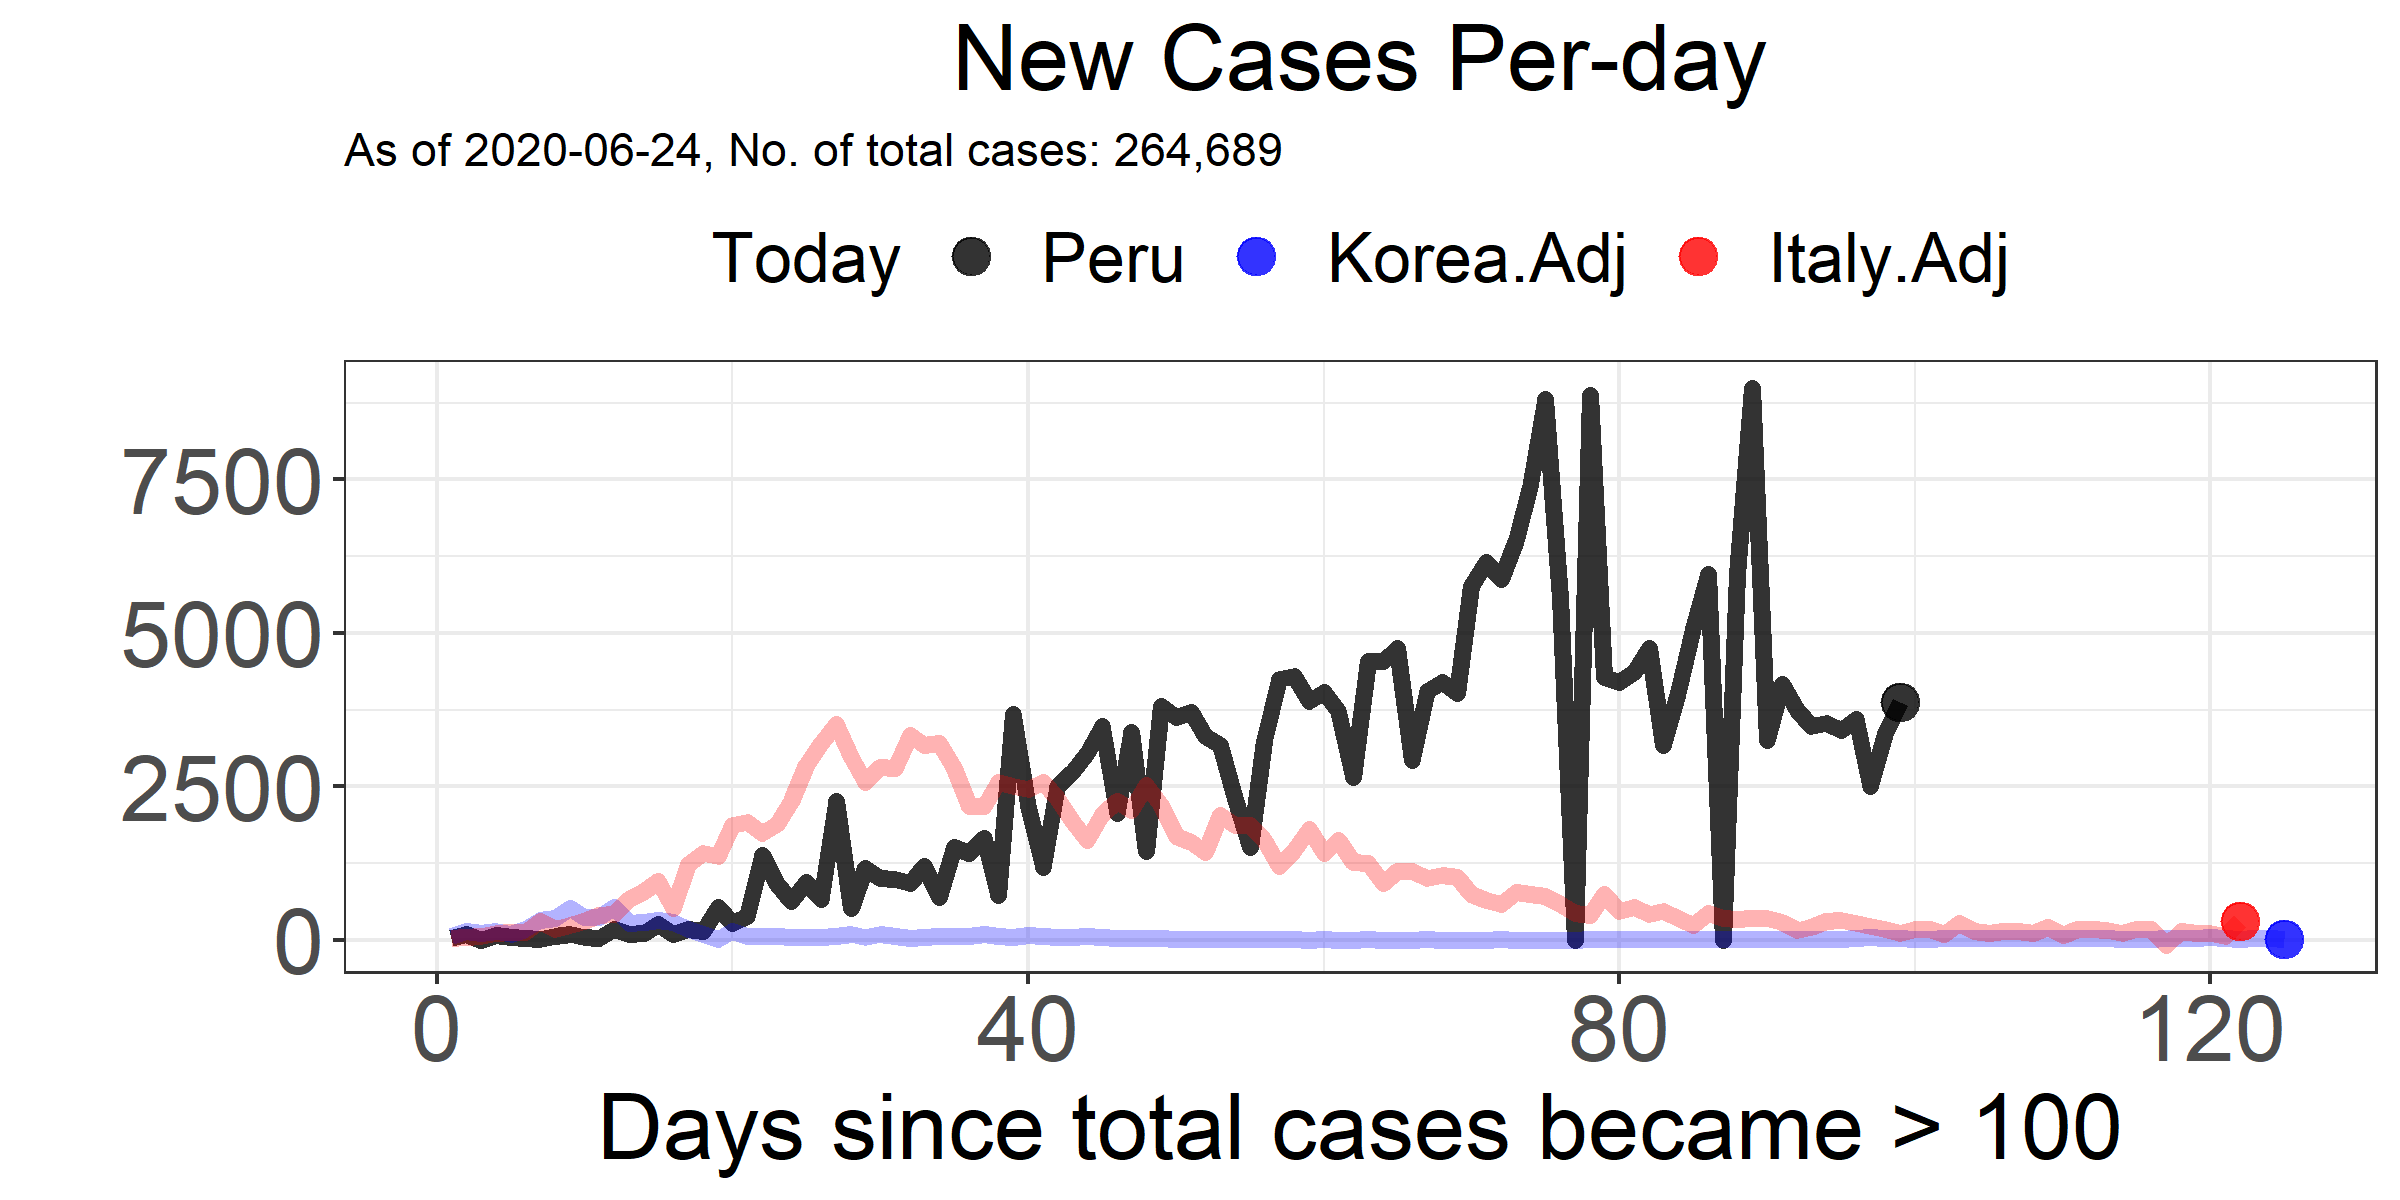 New Cases Per-day
As of 2020-06-24, No. of total cases: 264,689
Today Peru Korea.Adj Italy.Adj
7500
5000
2500
0
0 40 80 120
Days since total cases became > 100